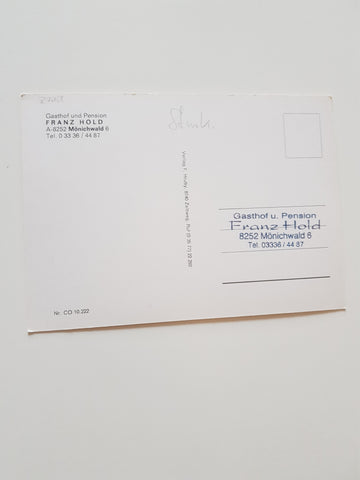 Gasthof und Pension
FRANZ HOLD
A-8252 Mönichwald 6
Tel. 0 33 36 / 44 87
Stmk.
Gasthof u. Pension
Franz Hold
8252 Mönichwald 6
Tel. 03336 / 44 87
Nr. CO 10.222